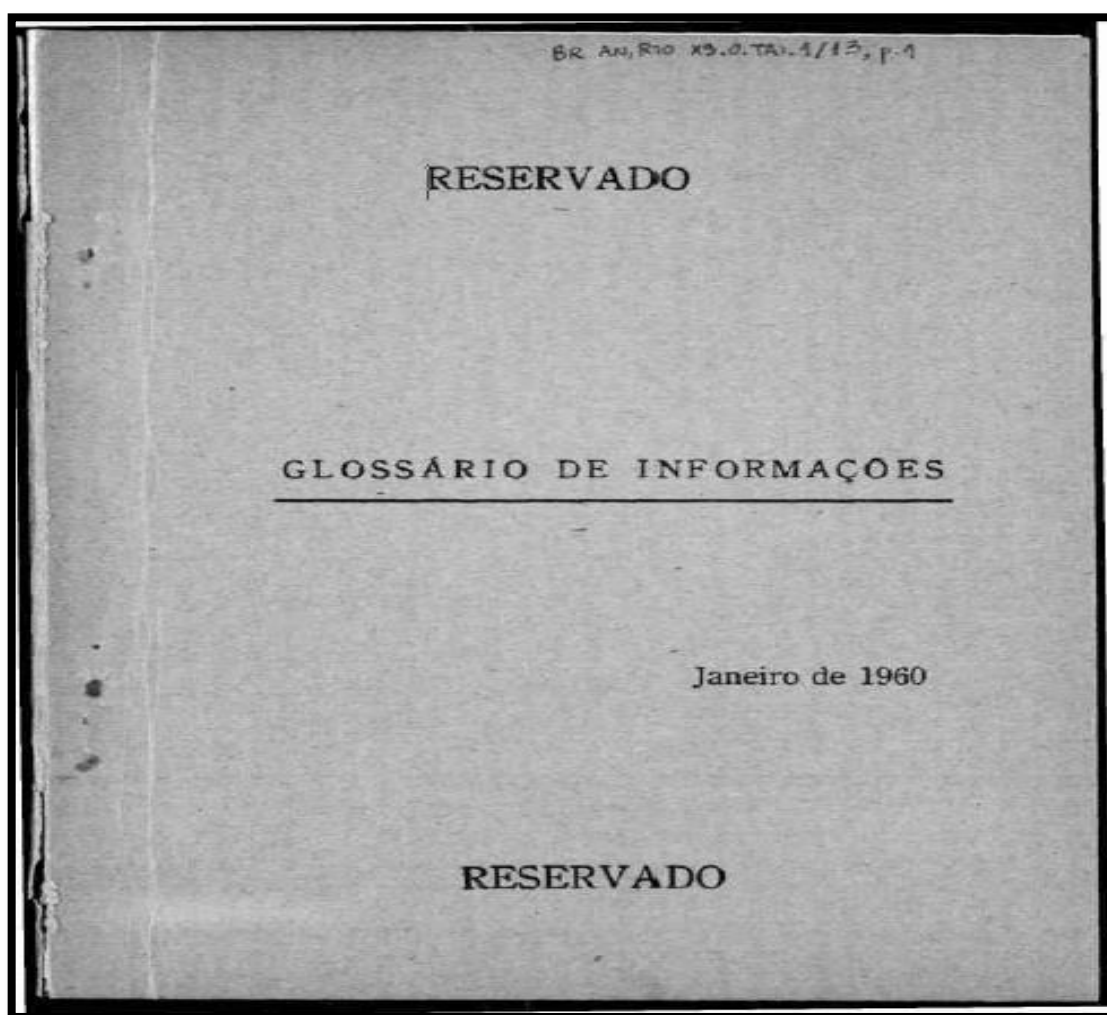 BR AN, RIO X9.0.TAI.1/13, p.1
RESERVADO
GLOSSÁRIO DE INFORMAÇÕES
Janeiro de 1960
RESERVADO